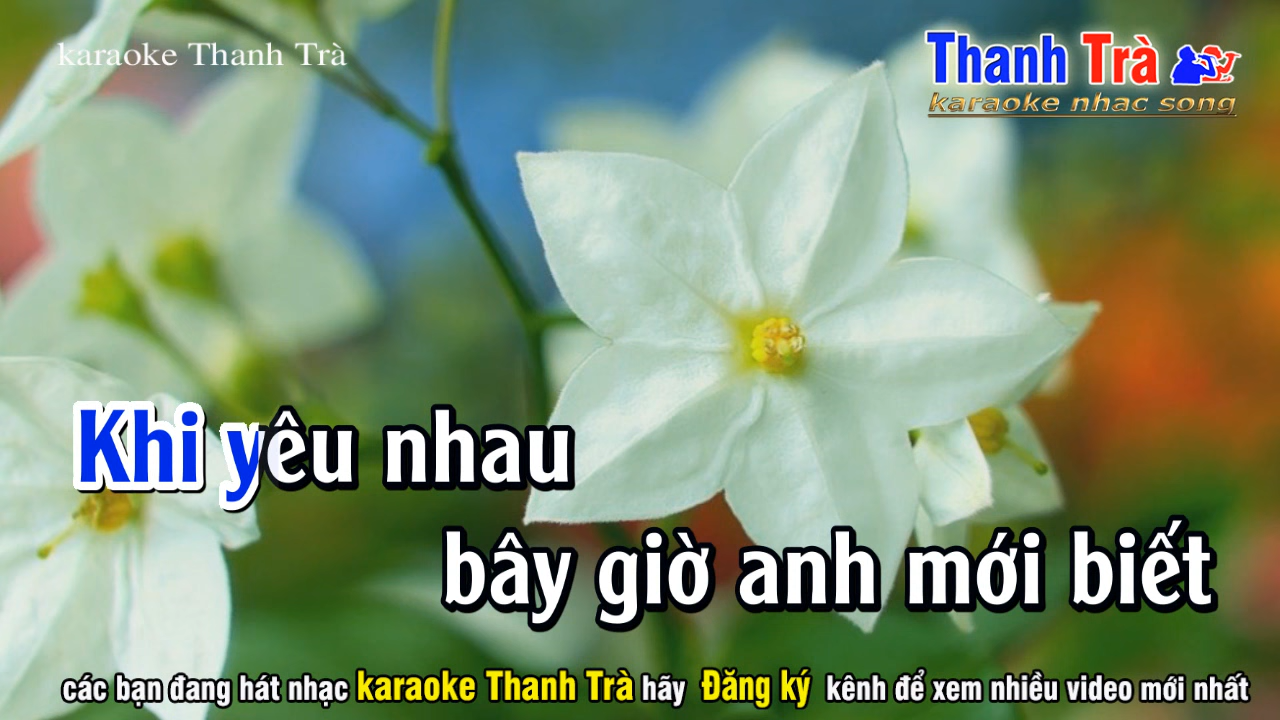 karaoke Thanh Trà
Thanh Trà
karaoke nhac song
Khi yêu nhau
bây giờ anh mới biết
các bạn đang hát nhạc karaoke Thanh Trà hãy Đăng ký kênh để xem nhiều video mới nhất